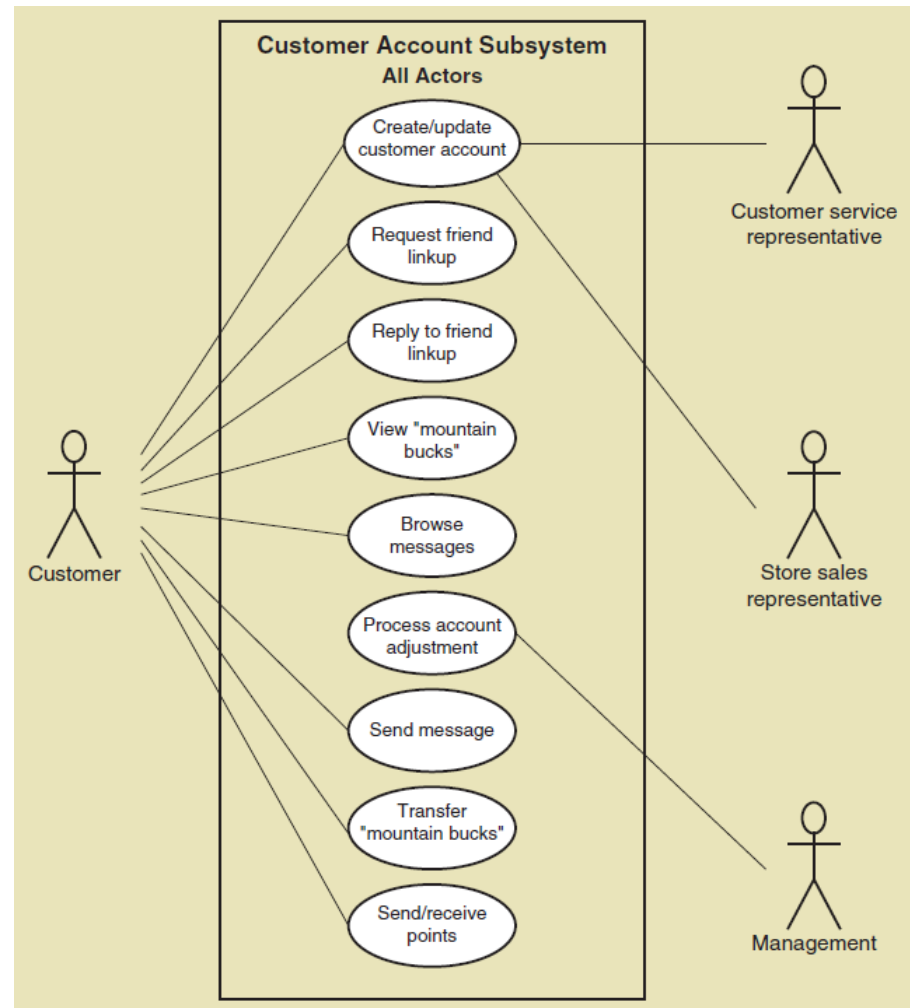 Customer Account Subsystem
All Actors
Create/update
customer account
Customer service
representative
Request friend
linkup
Reply to friend
linkup
View "mountain
bucks"
Browse
messages
Customer
Store sales
representative
Process account
adjustment
Send message
Transfer
"mountain bucks"
Send/receive
points
Management